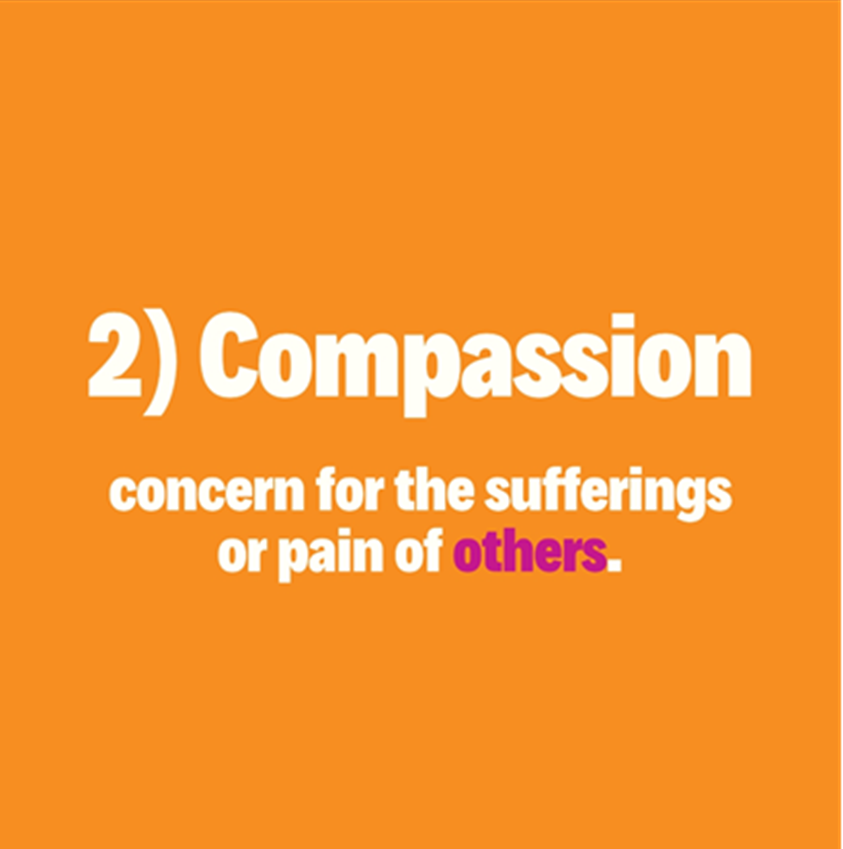 2) Compassion
concern for the sufferings
or pain of others.